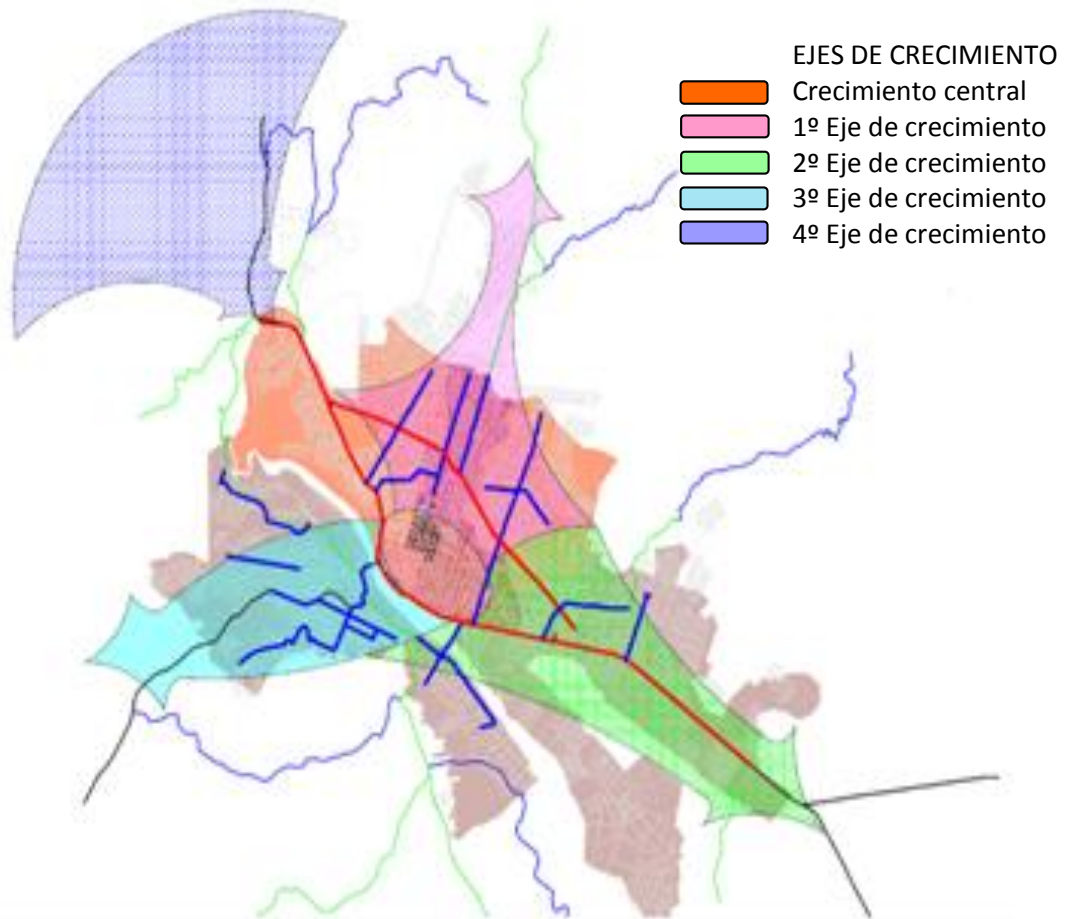 EJES DE CRECIMIENTO
Crecimiento central
1º Eje de crecimiento
2º Eje de crecimiento
3º Eje de crecimiento
4º Eje de crecimiento